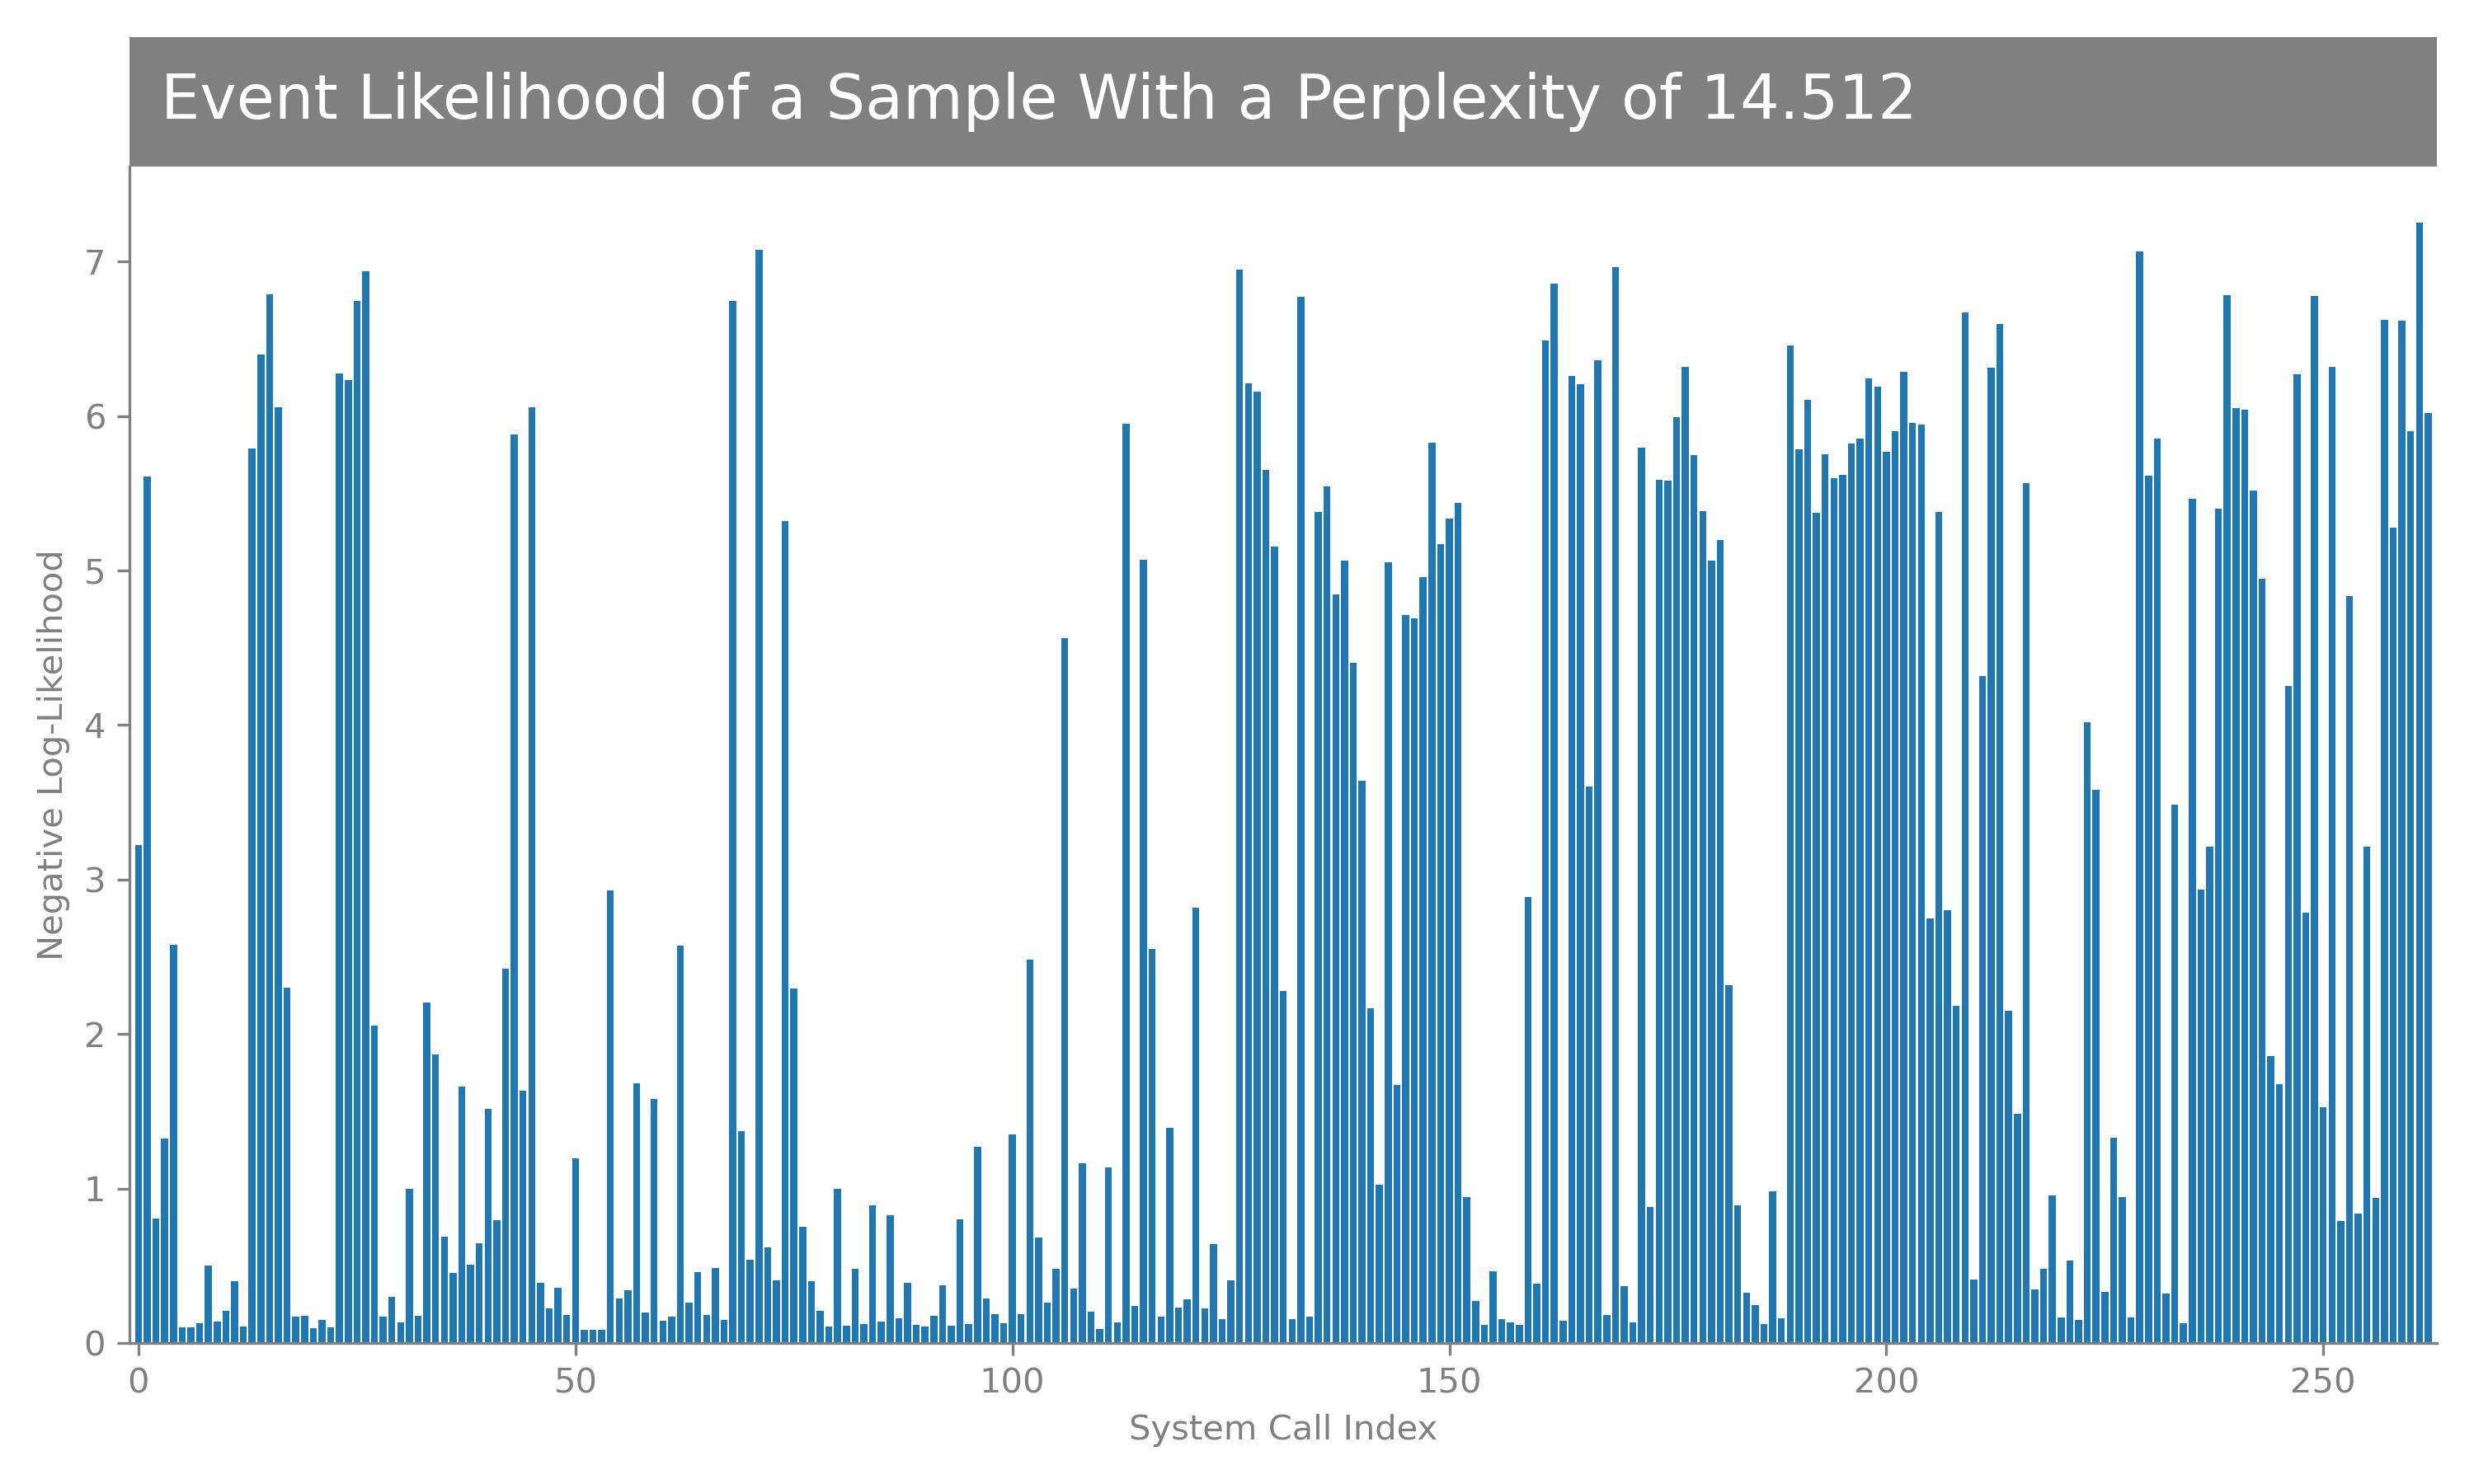 Event Likelihood of a Sample With a Perplexity of 14.512
7
6
5
4
3
2
1
0
Negative Log-Likelihood
0 50 100 150 200 250
System Call Index